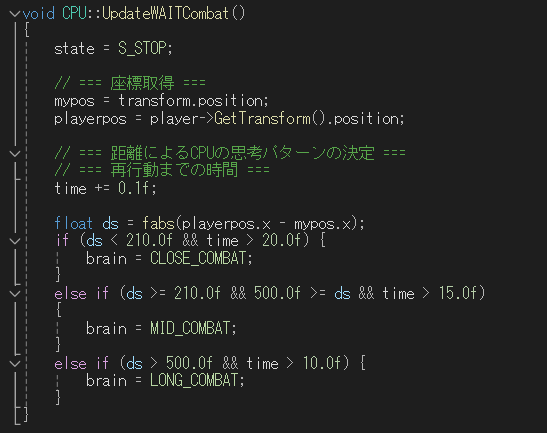 void CPU::UpdateWAITCombat()
{
    state = S_STOP;

    // === 座標取得 ===
    mypos = transform.position;
    playerpos = player->GetTransform().position;

    // === 距離によるCPUの思考パターンの決定 ===
    // === 再行動までの時間 ===
    time += 0.1f;

    float ds = fabs(playerpos.x - mypos.x);
    if (ds < 210.0f && time > 20.0f) {
        brain = CLOSE_COMBAT;
    }
    else if (ds >= 210.0f && 500.0f >= ds && time > 15.0f)
    {
        brain = MID_COMBAT;
    }
    else if (ds > 500.0f && time > 10.0f) {
        brain = LONG_COMBAT;
    }
}